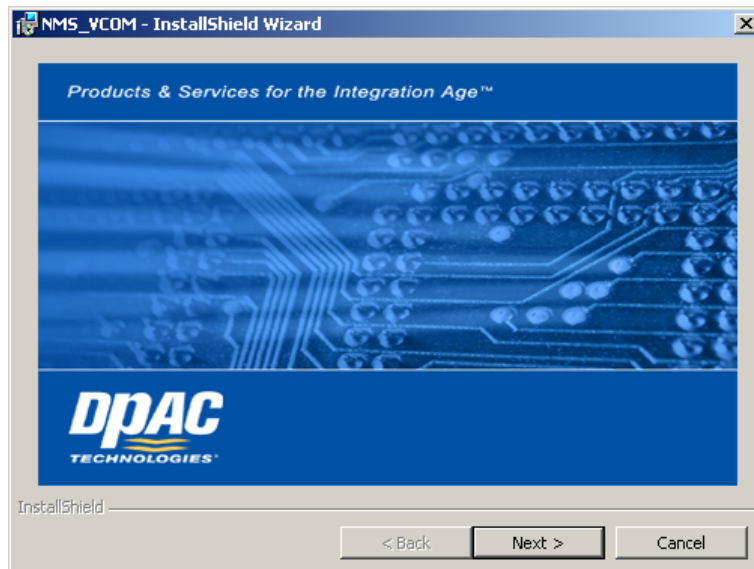 NMS_VCOM - InstallShield Wizard
Products & Services for the Integration Age™
DPAC
TECHNOLOGIES
InstallShield
< Back
Next >
Cancel